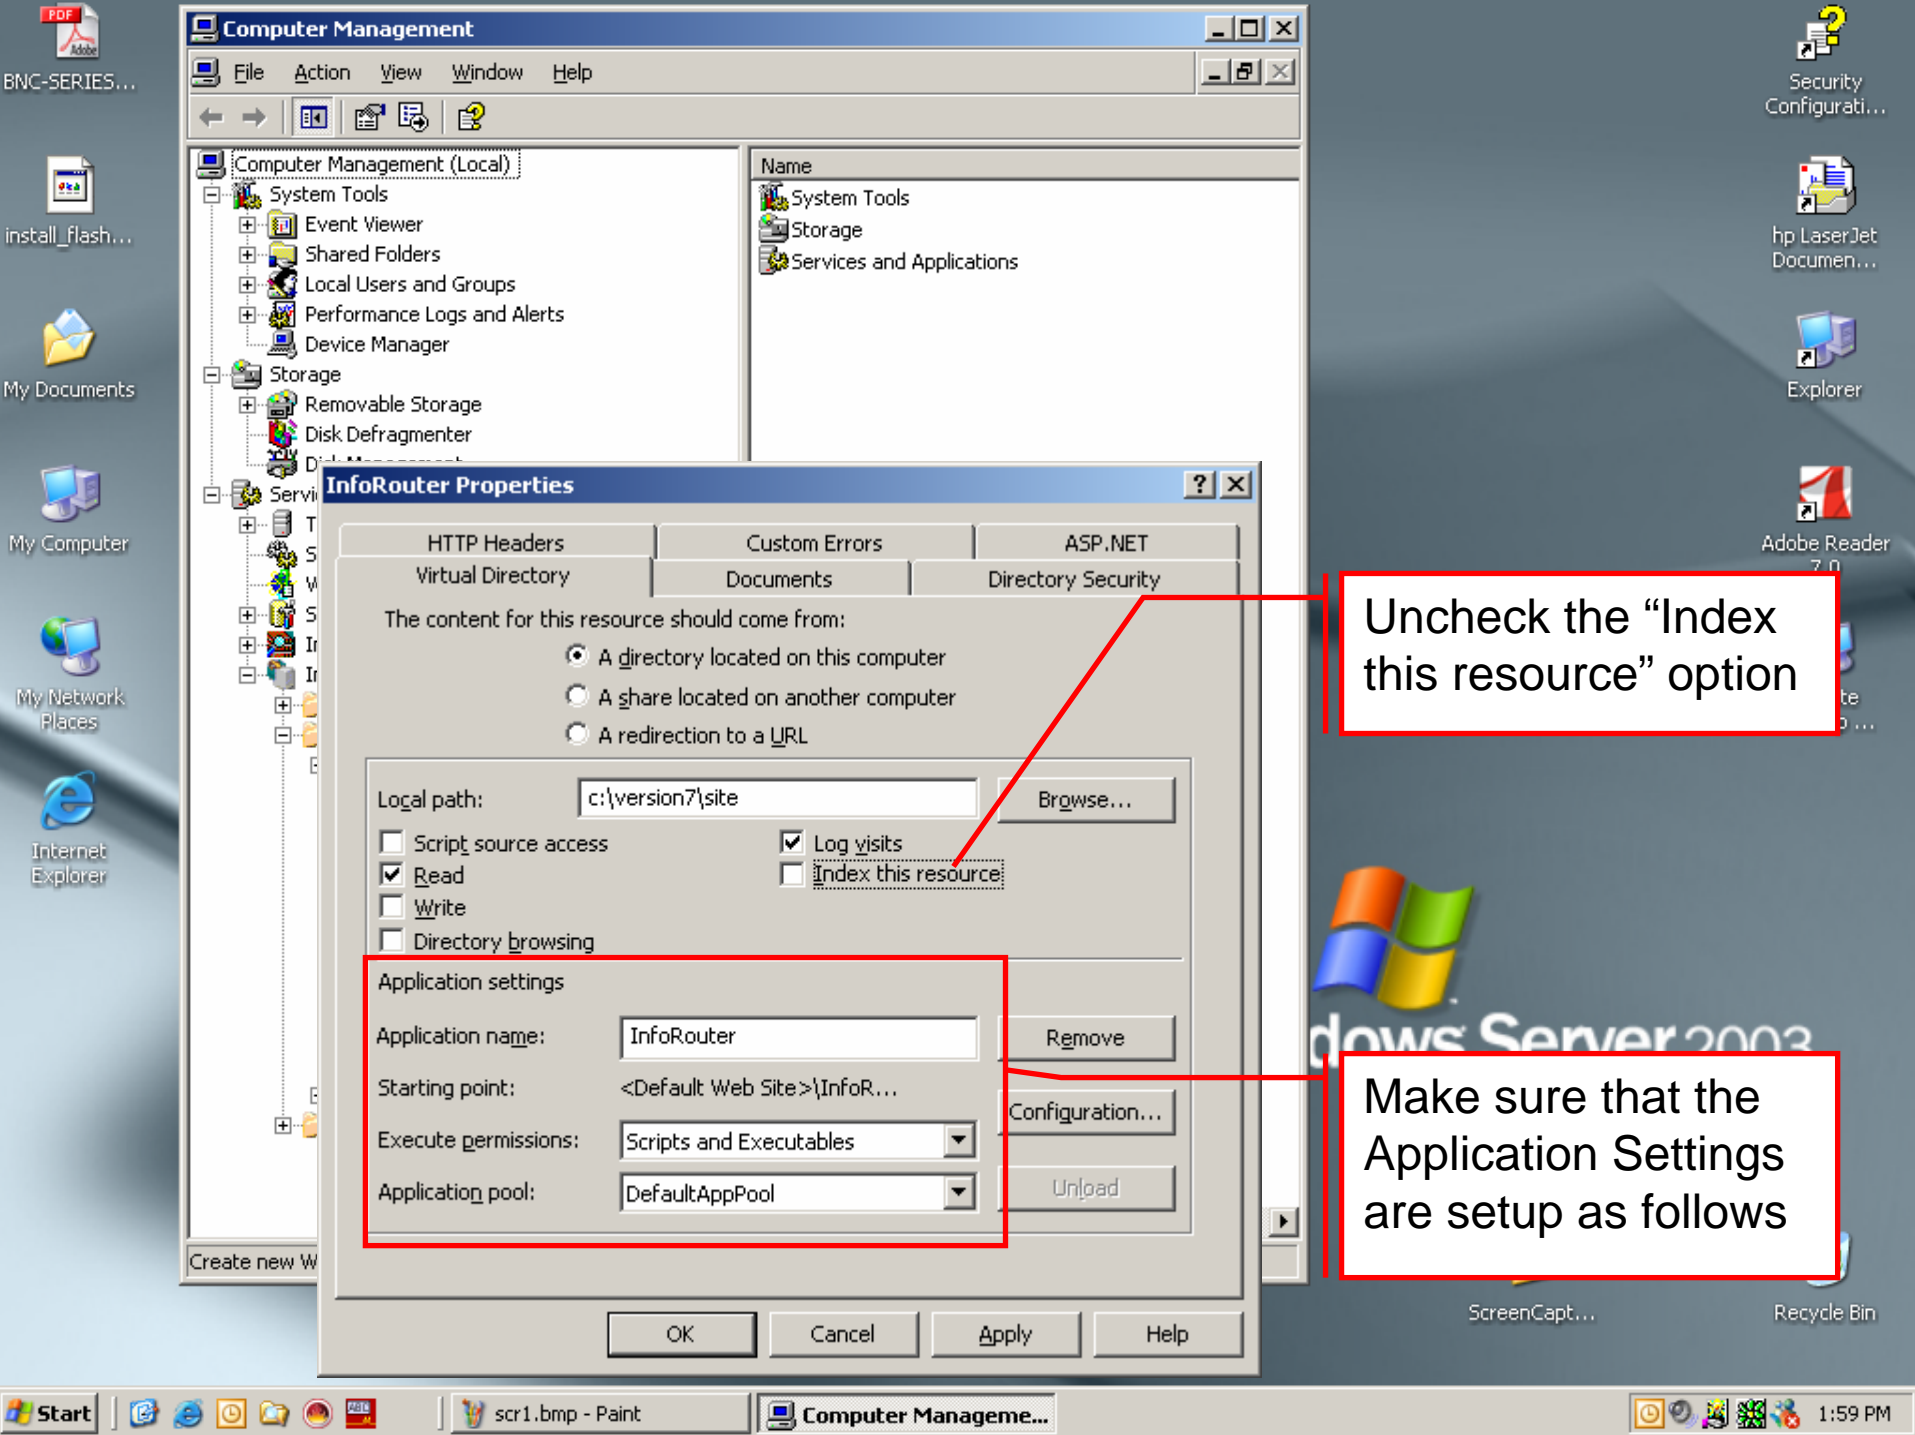 BNC-SERIES...
install_flash...
My Documents
My Computer
My Network
Places
Internet
Explorer
Computer Management
File Action View Window Help
Computer Management (Local)
System Tools
Event Viewer
Shared Folders
Local Users and Groups
Performance Logs and Alerts
Device Manager
Storage
Removable Storage
Disk Defragmenter
Name
System Tools
Storage
Services and Applications
InfoRouter Properties
HTTP Headers Custom Errors ASP.NET
Virtual Directory Documents Directory Security
The content for this resource should come from:
A directory located on this computer
A share located on another computer
A redirection to a URL
Local path: c:\version7\site Browse...
Script source access Log visits
Read Index this resource
Write
Directory browsing
Application settings
Application name: InfoRouter Remove
Starting point: <Default Web Site>\InfoR...
Configuration...
Execute permissions: Scripts and Executables
Application pool: DefaultAppPool Unload
Create new W
OK Cancel Apply Help
Uncheck the “Index
this resource” option
dows Server 2003
Make sure that the
Application Settings
are setup as follows
Security
Configurati...
hp LaserJet
Documen...
Explorer
Adobe Reader
7.0
ScreenCapt...
Recycle Bin
Start scr1.bmp - Paint Computer Manageme... 1:59 PM